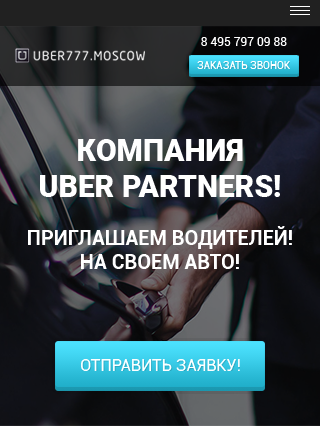 8 495 797 09 88
UBER777.MOSCOW
ЗАКАЗАТЬ ЗВОНОК
КОМПАНИЯ
UBER PARTNERS!
ПРИГЛАШАЕМ ВОДИТЕЛЕЙ!
НА СВОЕМ АВТО!
ОТПРАВИТЬ ЗАЯВКУ!